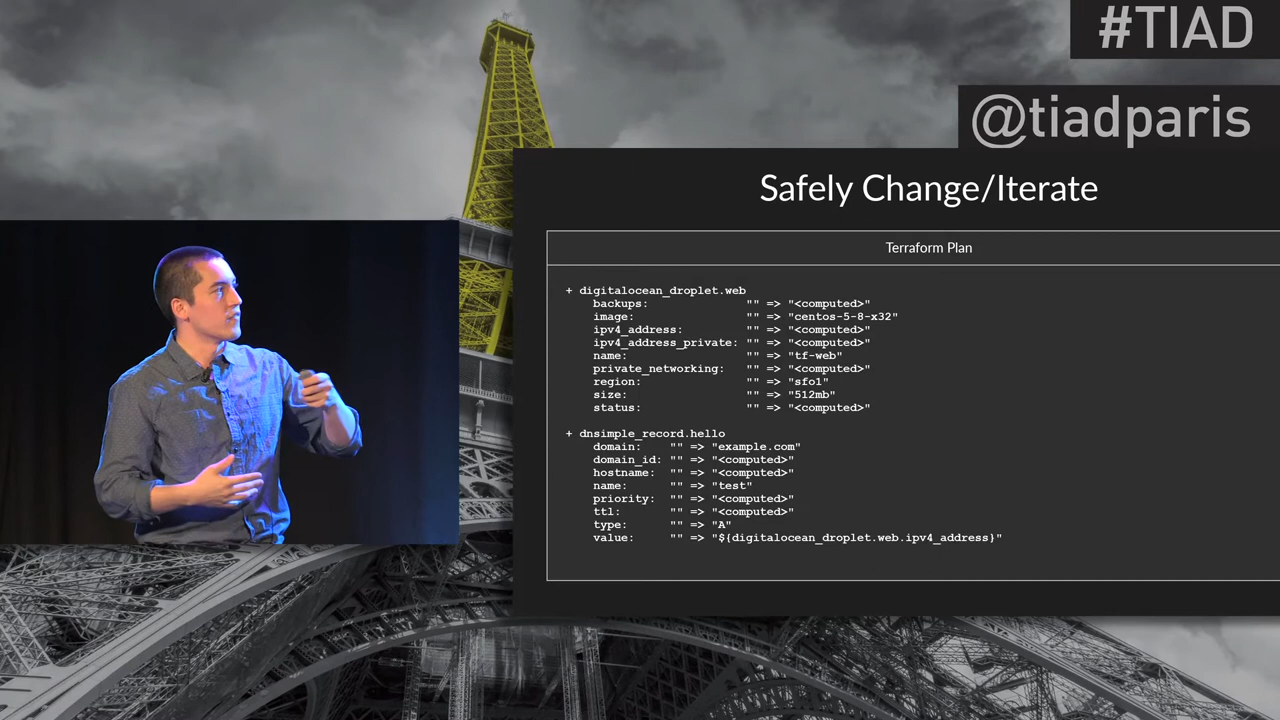 #TIAD
@tiadparis
Safely Change/Iterate
Terraform Plan
+ digitalocean_droplet.web
backups: "" => "<computed>"
image: "" => "centos-5-8-x32"
ipv4_address: "" => "<computed>"
ipv4_address_private: "" => "<computed>"
name: "" => "tf-web"
private_networking: "" => "<computed>"
region: "" => "sfo1"
size: "" => "512mb"
status: "" => "<computed>"
+ dnsimple_record.hello
domain: "" => "example.com"
domain_id: "" => "<computed>"
hostname: "" => "<computed>"
name: "" => "test"
priority: "" => "<computed>"
ttl: "" => "<computed>"
type: "" => "A"
value: "" => "${digitalocean_droplet.web.ipv4_address}"